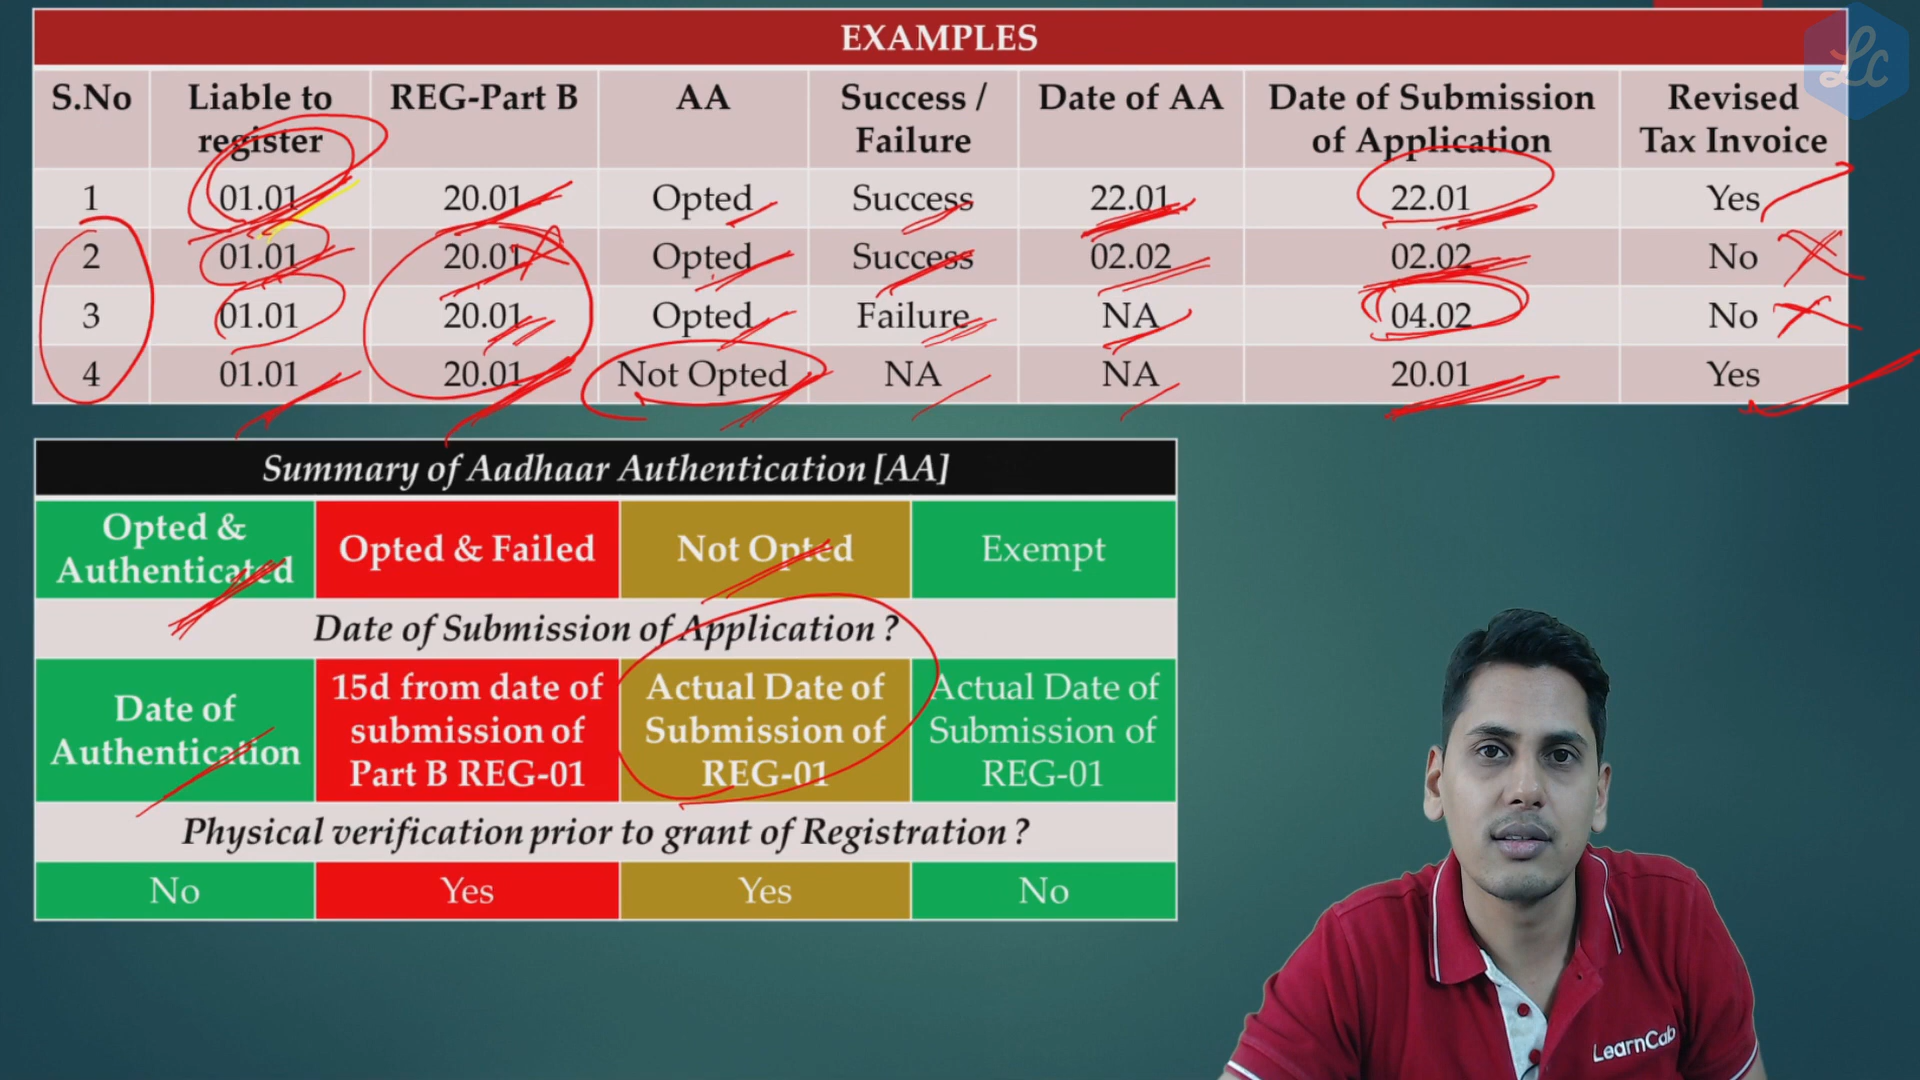 EXAMPLES
S.No Liable to register REG-Part B AA Success / Failure Date of AA Date of Submission of Application Revised Tax Invoice
1 01.01 20.01 Opted Success 22.01 22.01 Yes
2 01.01 20.01 Opted Success 02.02 02.02 No
3 01.01 20.01 Opted Failure NA 04.02 No
4 01.01 20.01 Not Opted NA NA 20.01 Yes
Summary of Aadhaar Authentication [AA]
Opted & Authenticated Opted & Failed Not Opted Exempt
Date of Submission of Application ?
Date of Authentication 15d from date of submission of Part B REG-01 Actual Date of Submission of REG-01 Actual Date of Submission of REG-01
Physical verification prior to grant of Registration ?
No Yes Yes No
Lc
LearnCab